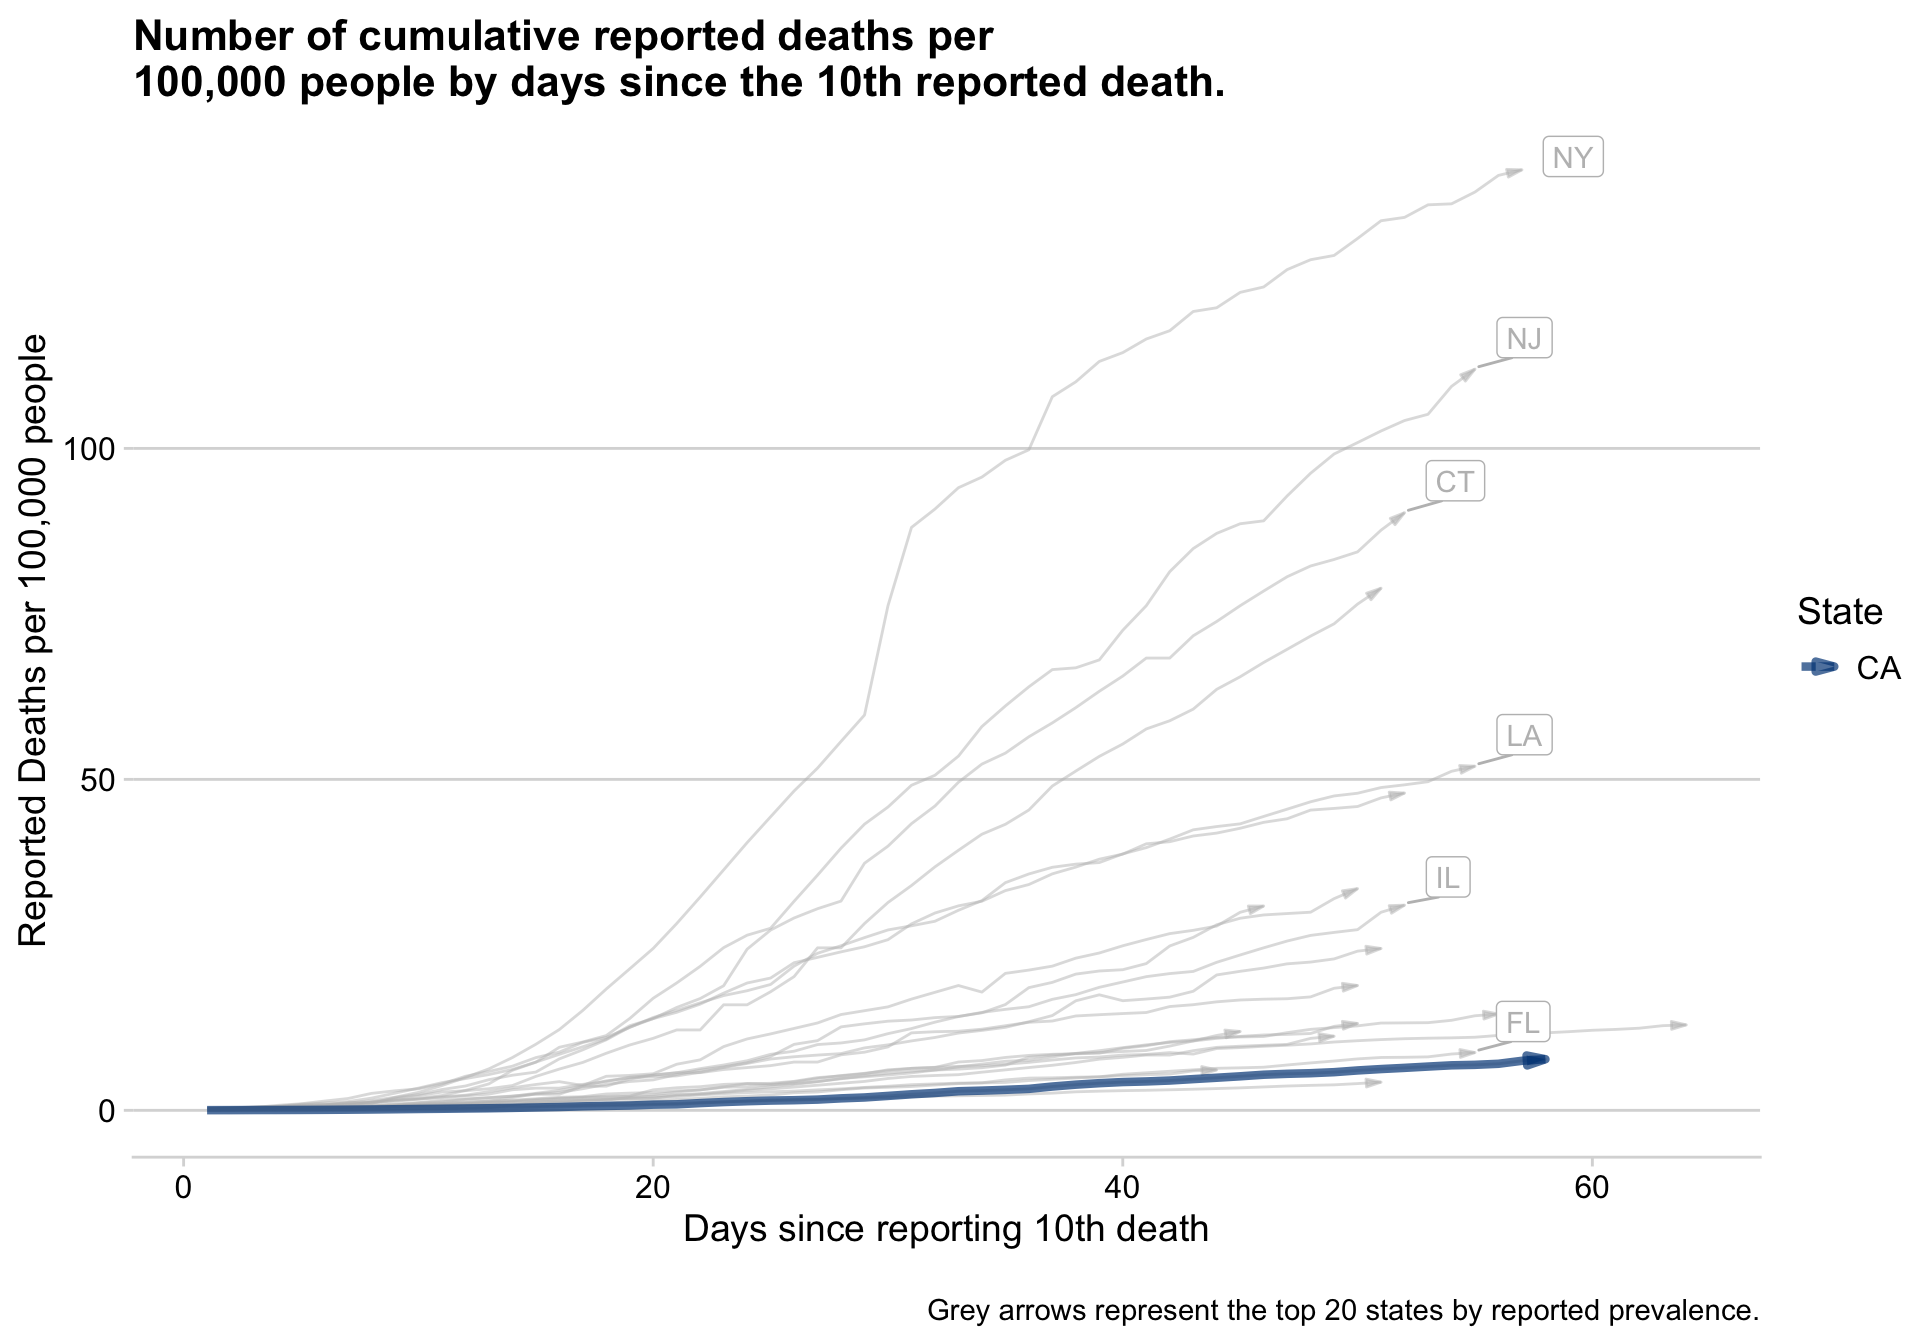 Number of cumulative reported deaths per
100,000 people by days since the 10th reported death.
Reported Deaths per 100,000 people
100
50
0
NY
NJ
CT
LA
IL
FL
State
CA
0
20
40
60
Days since reporting 10th death
Grey arrows represent the top 20 states by reported prevalence.